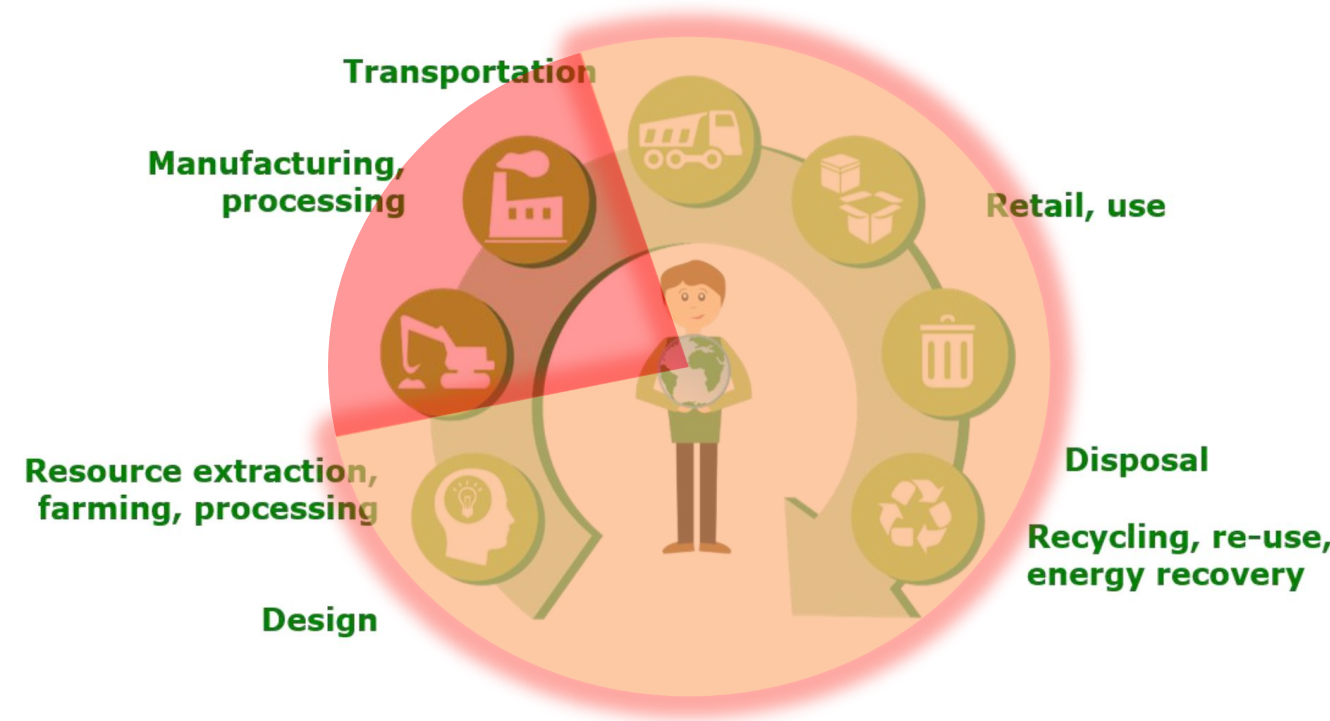 Transportation
Manufacturing,
processing
Retail, use
Resource extraction,
farming, processing
Disposal
Recycling, re-use,
energy recovery
Design